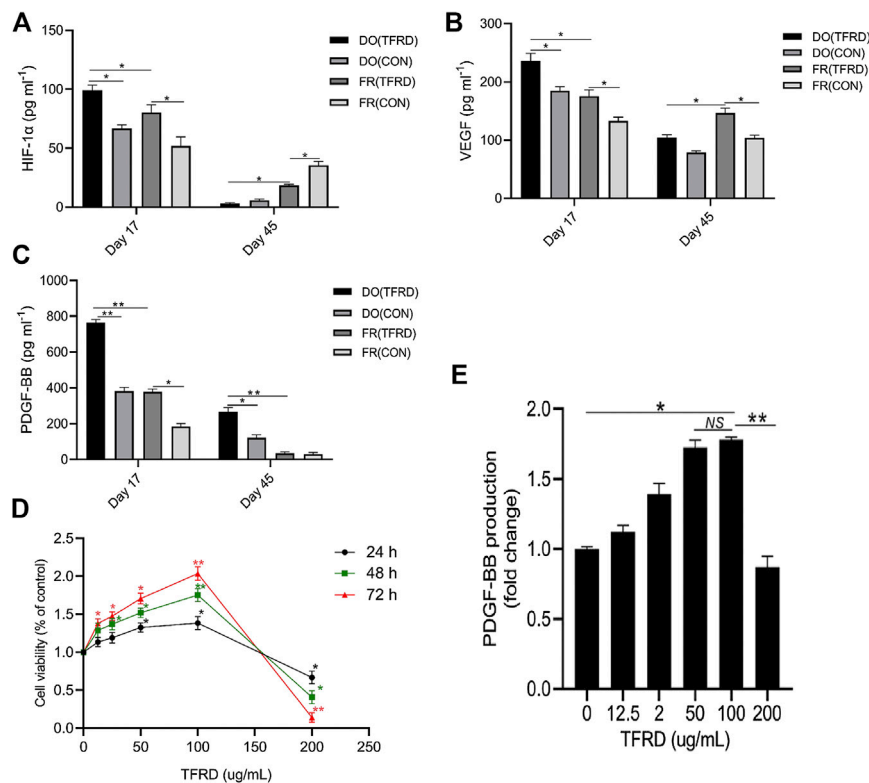 A
HIF-1α (pg ml-1)
150
100
50
0
* * * * * *
Day 17
Day 45
DO(TFRD)
DO(CON)
FR(TFRD)
FR(CON)
B
VEGF (pg ml-1)
300
200
100
0
* * * * *
Day 17
Day 45
DO(TFRD)
DO(CON)
FR(TFRD)
FR(CON)
C
PDGF-BB (pg ml-1)
1000
800
600
400
200
0
**
**
*
**
*
Day 17
Day 45
DO(TFRD)
DO(CON)
FR(TFRD)
FR(CON)
D
Cell viability (% of control)
2.5
2.0
1.5
1.0
0.5
0.0
0 50 100 150 200 250
TFRD (ug/mL)
24 h
48 h
72 h
* * * **
* * **
* *
* * **
E
PDGF-BB production
(fold change)
2.0
1.5
1.0
0.5
0.0
* NS **
0 12.5 2 50 100 200
TFRD (ug/mL)